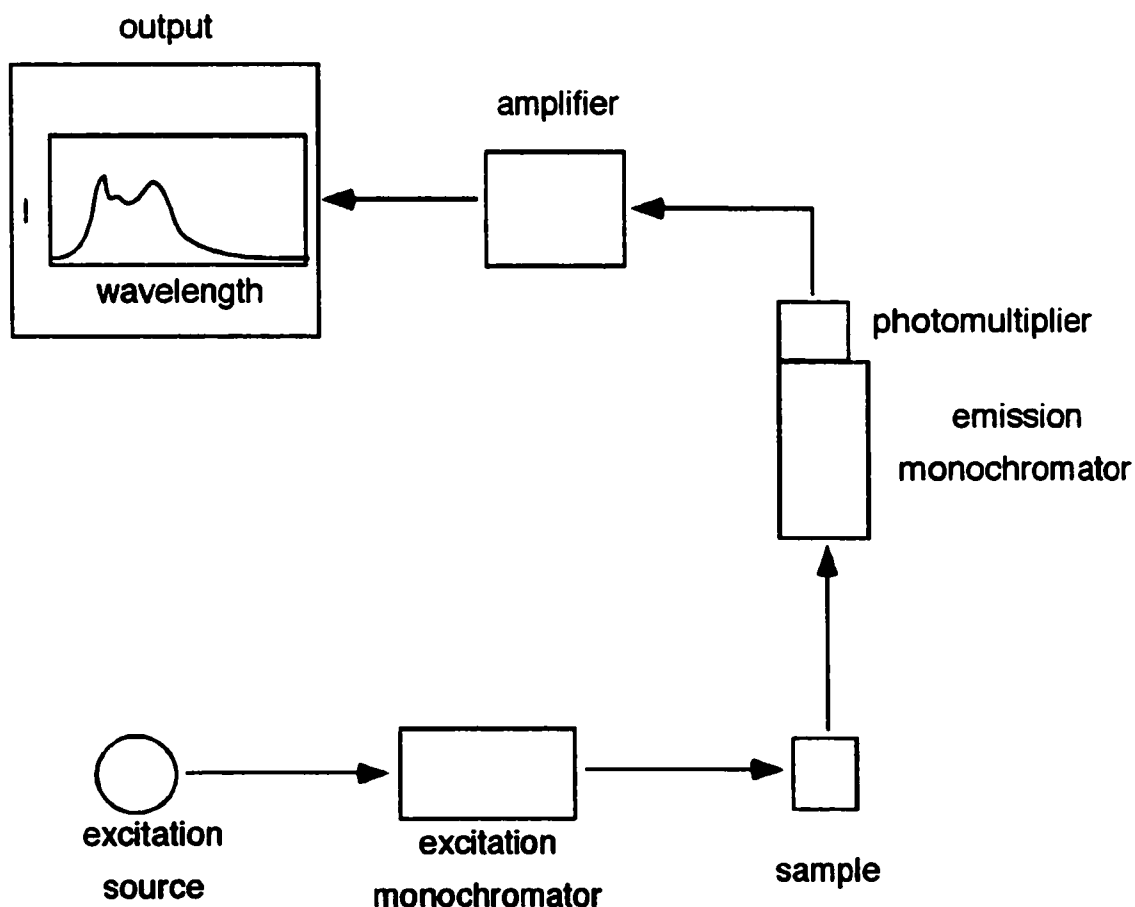 output
amplifier
I
wavelength
photomultiplier
emission
monochromator
excitation
source
excitation
monochromator
sample